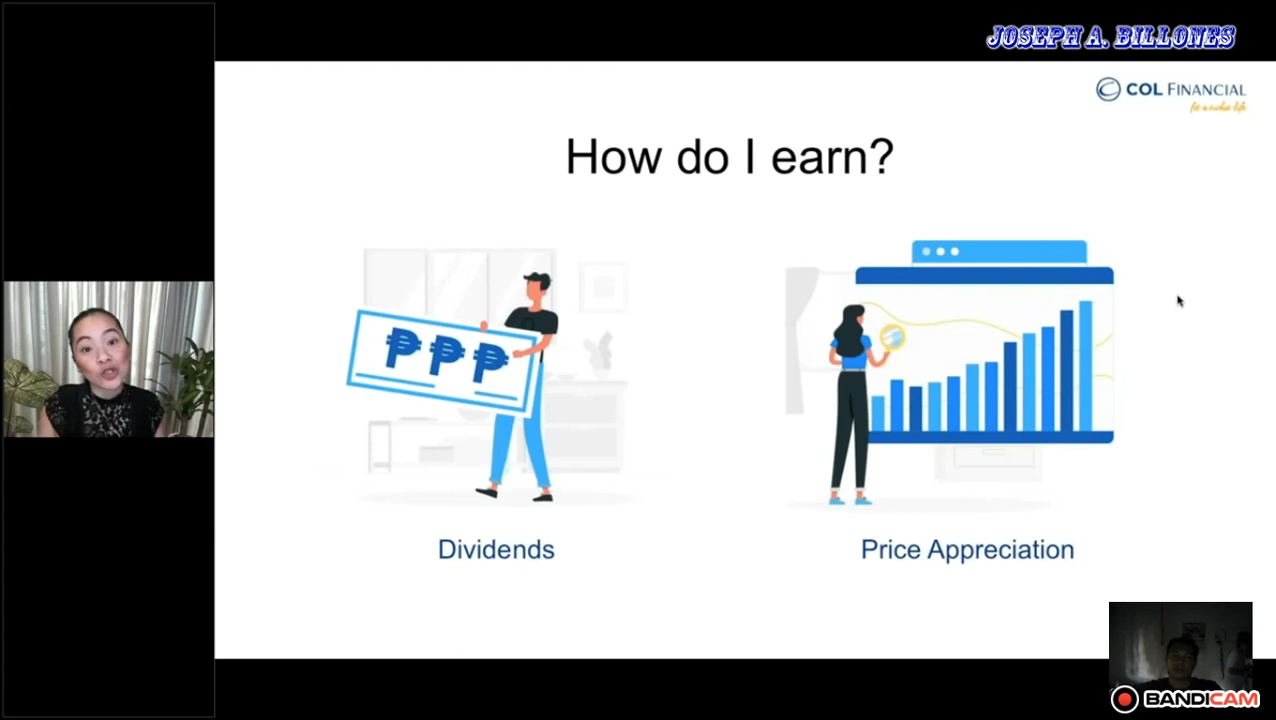 JOSEPH A. BILLONES
COL FINANCIAL
How do I earn?
₱₱₱
Dividends
Price Appreciation
BANDICAM